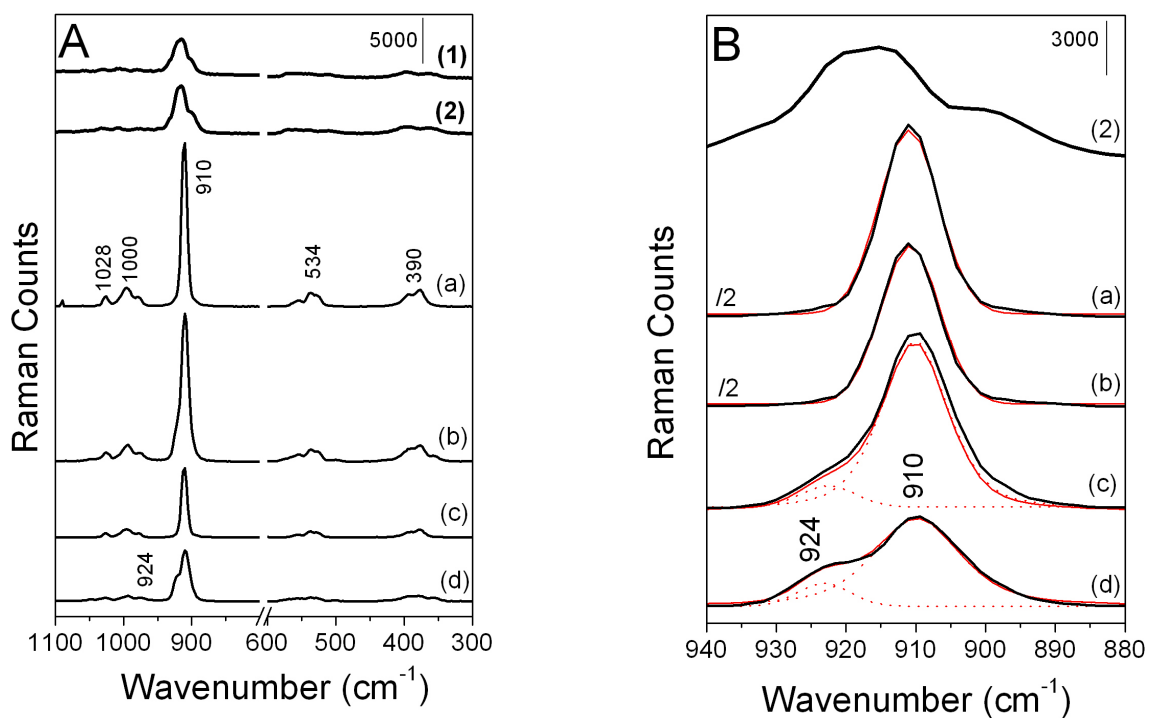 A
5000
(1)
(2)
910
1028
1000
534
390
(a)
(b)
(c)
924
(d)
1100 1000 900 600 500 400 300
Wavenumber (cm-1)
Raman Counts
B
3000
(2)
/2
(a)
/2
(b)
910
(c)
924
(d)
940 930 920 910 900 890 880
Wavenumber (cm-1)
Raman Counts